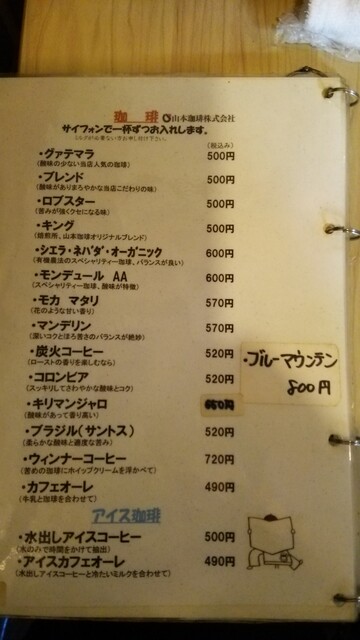 珈 琲 山本珈琲株式会社
サイフォンで一杯ずつお入れします。
(税込み)
・グァテマラ 500円
(酸味の少ない当店人気の珈琲)
・ブレンド 500円
(酸味がありまろやかな当店こだわりの味)
・ロブスター 500円
(苦みが強くクセになる味)
・キング 500円
(焙煎所、山本珈琲オリジナルブレンド)
・シエラ・ネバダ・オーガニック 600円
(有機農法のスペシャリティー珈琲、バランスが良い)
・モンデュール AA 600円
(スペシャリティー珈琲、酸味が特徴)
・モカ マタリ 570円
(花のような甘い香り)
・マンデリン 570円
(深いコクとほろ苦さのバランスが絶妙)
・炭火コーヒー 520円
(ローストの香りを楽しむなら)
・ブルーマウンテン
800円
・コロンビア 520円
(スッキリしてさわやかな酸味とコク)
・キリマンジャロ
(酸味があって香り高い)
・ブラジル(サントス) 520円
(柔らかな酸味と適度な苦み)
・ウィンナーコーヒー 720円
(苦めの珈琲にホイップクリームを浮かべて)
・カフェオーレ 490円
(牛乳と珈琲を合わせて)
アイス珈琲
・水出しアイスコーヒー 500円
(水のみで時間をかけて抽出)
・アイスカフェオーレ 490円
(水出しアイスコーヒーと冷たいミルクを合わせて)